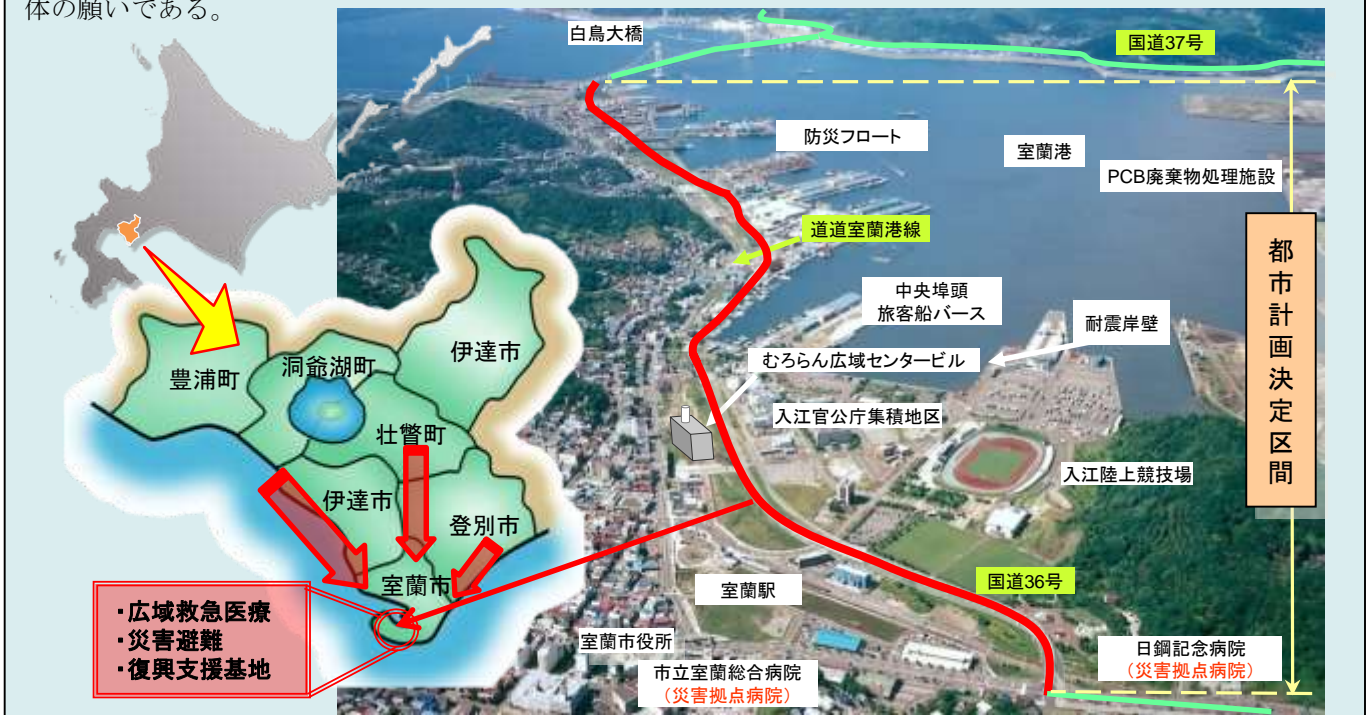 体の願いである。
白鳥大橋
国道37号
防災フロート
室蘭港
PCB廃棄物処理施設
道道室蘭港線
都市計画決定区間
中央埠頭
旅客船バース
耐震岸壁
むろらん広域センタービル
入江官公庁集積地区
入江陸上競技場
豊浦町
洞爺湖町
伊達市
壮瞥町
伊達市
登別市
室蘭市
・広域救急医療
・災害避難
・復興支援基地
国道36号
室蘭駅
室蘭市役所
市立室蘭総合病院
（災害拠点病院）
日鋼記念病院
（災害拠点病院）